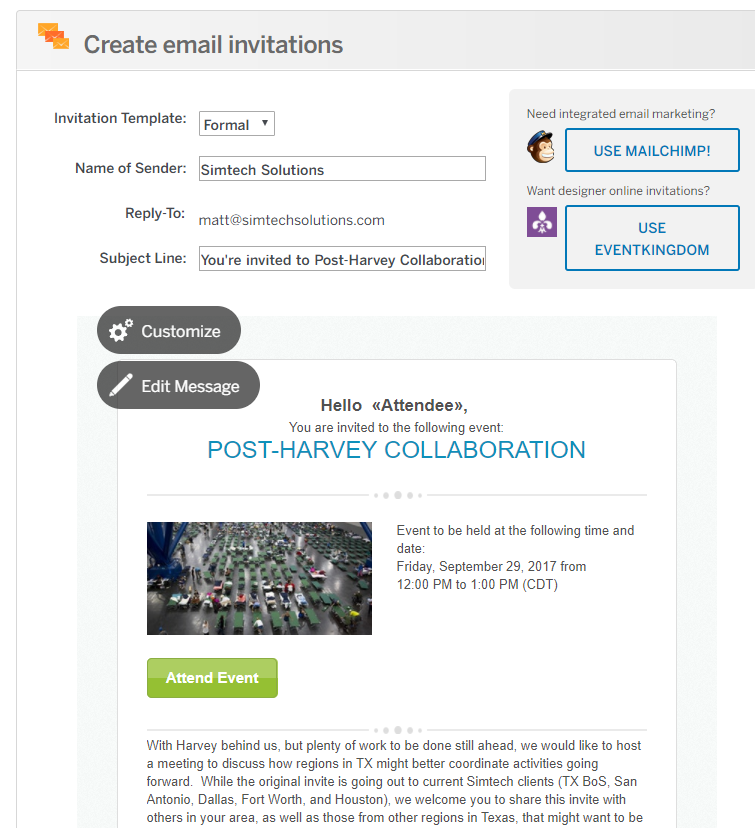 Create email invitations
Invitation Template:
Formal
Need integrated email marketing?
USE MAILCHIMP!
Name of Sender:
Simtech Solutions
Want designer online invitations?
USE
EVENTKINGDOM
Reply-To:
matt@simtechsolutions.com
Subject Line:
You're invited to Post-Harvey Collaboration
Customize
Edit Message
Hello «Attendee»,
You are invited to the following event:
POST-HARVEY COLLABORATION
Event to be held at the following time and
date:
Friday, September 29, 2017 from
12:00 PM to 1:00 PM (CDT)
Attend Event
With Harvey behind us, but plenty of work to be done still ahead, we would like to host
a meeting to discuss how regions in TX might better coordinate activities going
forward. While the original invite is going out to current Simtech clients (TX BoS, San
Antonio, Dallas, Fort Worth, and Houston), we welcome you to share this invite with
others in your area, as well as those from other regions in Texas, that might want to be